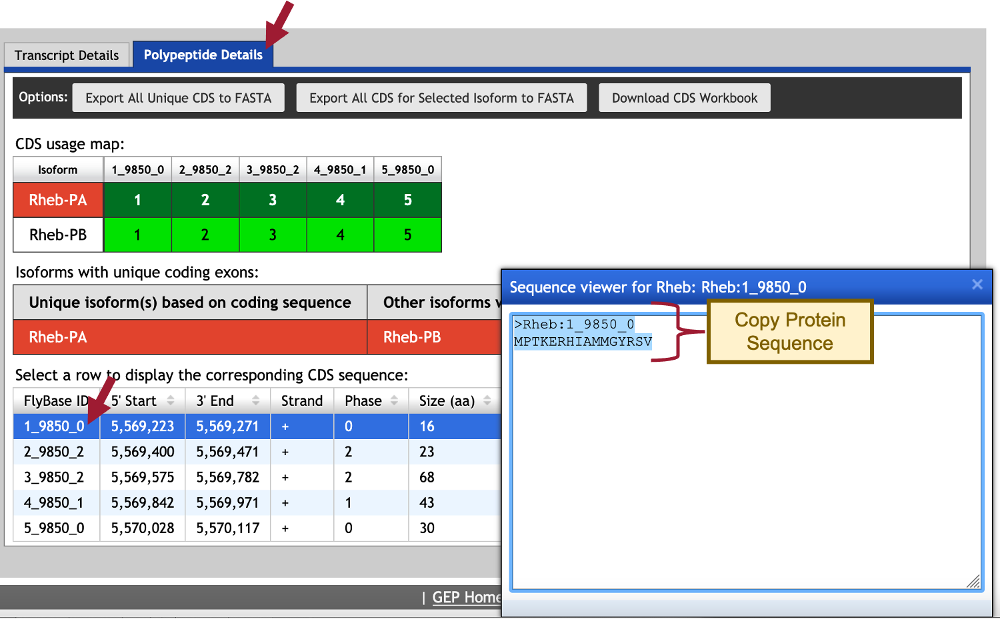 Transcript Details
Polypeptide Details
Options: Export All Unique CDS to FASTA Export All CDS for Selected Isoform to FASTA Download CDS Workbook
CDS usage map:
Isoform 1_9850_0 2_9850_2 3_9850_2 4_9850_1 5_9850_0
Rheb-PA 1 2 3 4 5
Rheb-PB 1 2 3 4 5
Isoforms with unique coding exons:
Unique isoform(s) based on coding sequence Other isoforms
Rheb-PA Rheb-PB
Select a row to display the corresponding CDS sequence:
FlyBase ID 5' Start 3' End Strand Phase Size (aa)
1_9850_0 5,569,223 5,569,271 + 0 16
2_9850_2 5,569,400 5,569,471 + 2 23
3_9850_2 5,569,575 5,569,782 + 2 68
4_9850_1 5,569,842 5,569,971 + 1 43
5_9850_0 5,570,028 5,570,117 + 0 30
| GEP Home
Sequence viewer for Rheb: Rheb:1_9850_0 ×
>Rheb:1_9850_0
MPTKERHIAMMGYRSV
Copy Protein
Sequence